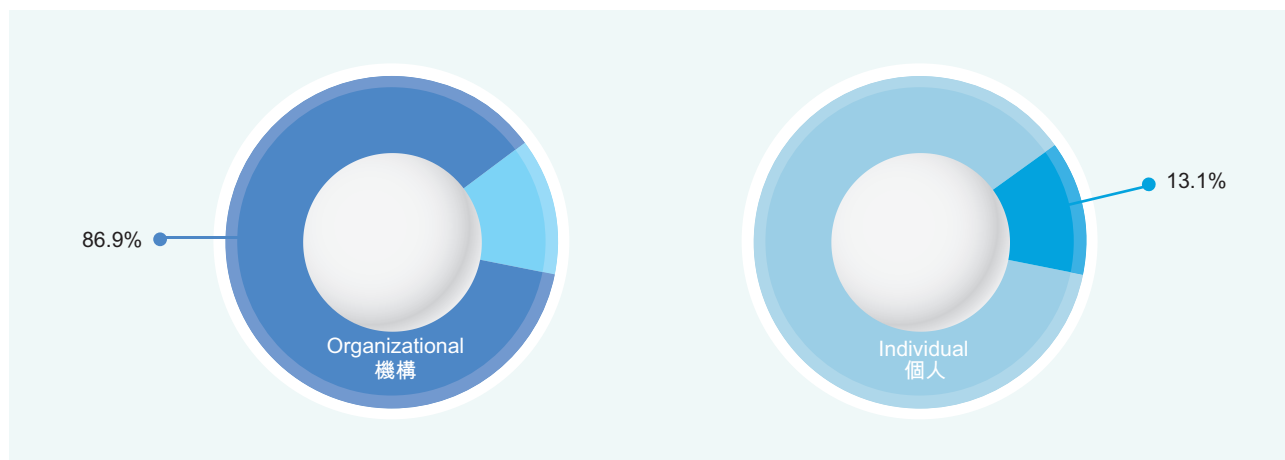 86.9%
Organizational
機構
13.1%
Individual
個人